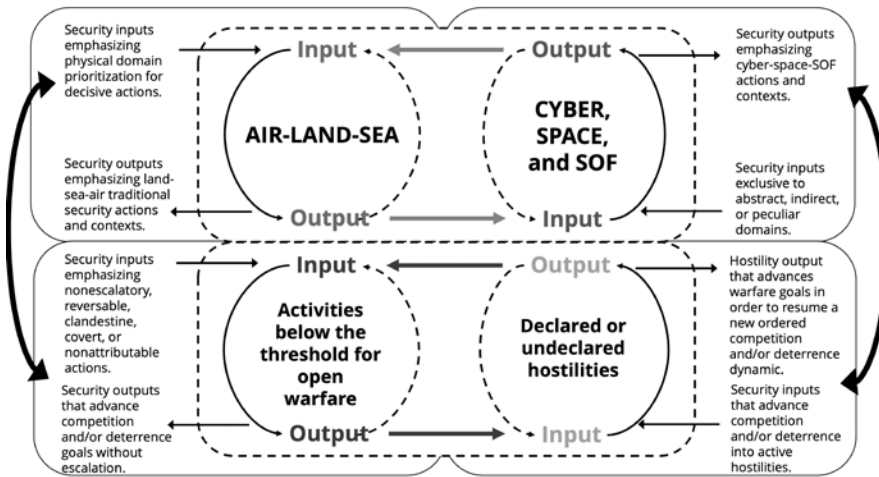 Security inputs
emphasizing
physical domain
prioritization for
decisive actions.
Input
Output
Security outputs
emphasizing
cyber-space-SOF
actions and
contexts.
AIR-LAND-SEA
CYBER,
SPACE,
and SOF
Security outputs
emphasizing land-
sea-air traditional
security actions
and contexts.
Output
Input
Security inputs
exclusive to
abstract, indirect,
or peculiar
domains.
Security inputs
emphasizing
nonescalatory,
reversable,
clandestine,
covert, or
nonattributable
actions.
Input
Output
Hostility output
that advances
warfare goals in
order to resume a
new ordered
competition
and/or deterrence
dynamic.
Activities
below the
threshold for
open
warfare
Declared or
undeclared
hostilities
Security outputs
that advance
competition
and/or deterrence
goals without
escalation.
Output
Input
Security inputs
that advance
competition
and/or deterrence
into active
hostilities.